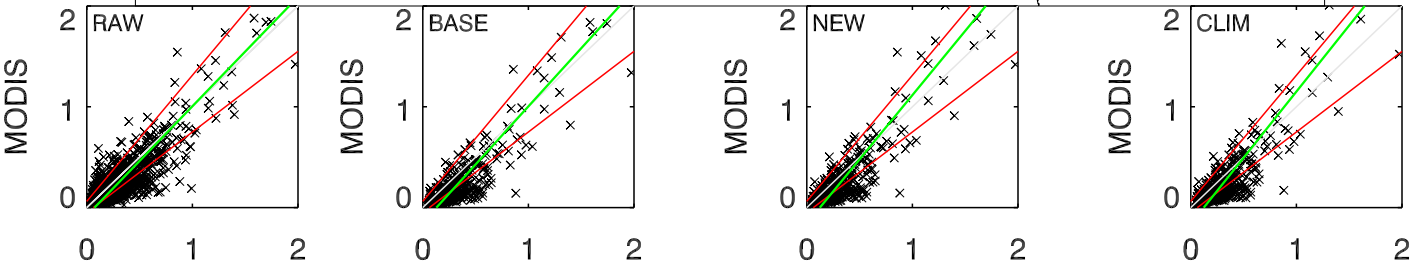 2 RAW 2 BASE 2 NEW 2 CLIM
MODIS MODIS MODIS MODIS
1 1 1 1
0 0 0 0
0 1 2 0 1 2 0 1 2 0 1 2